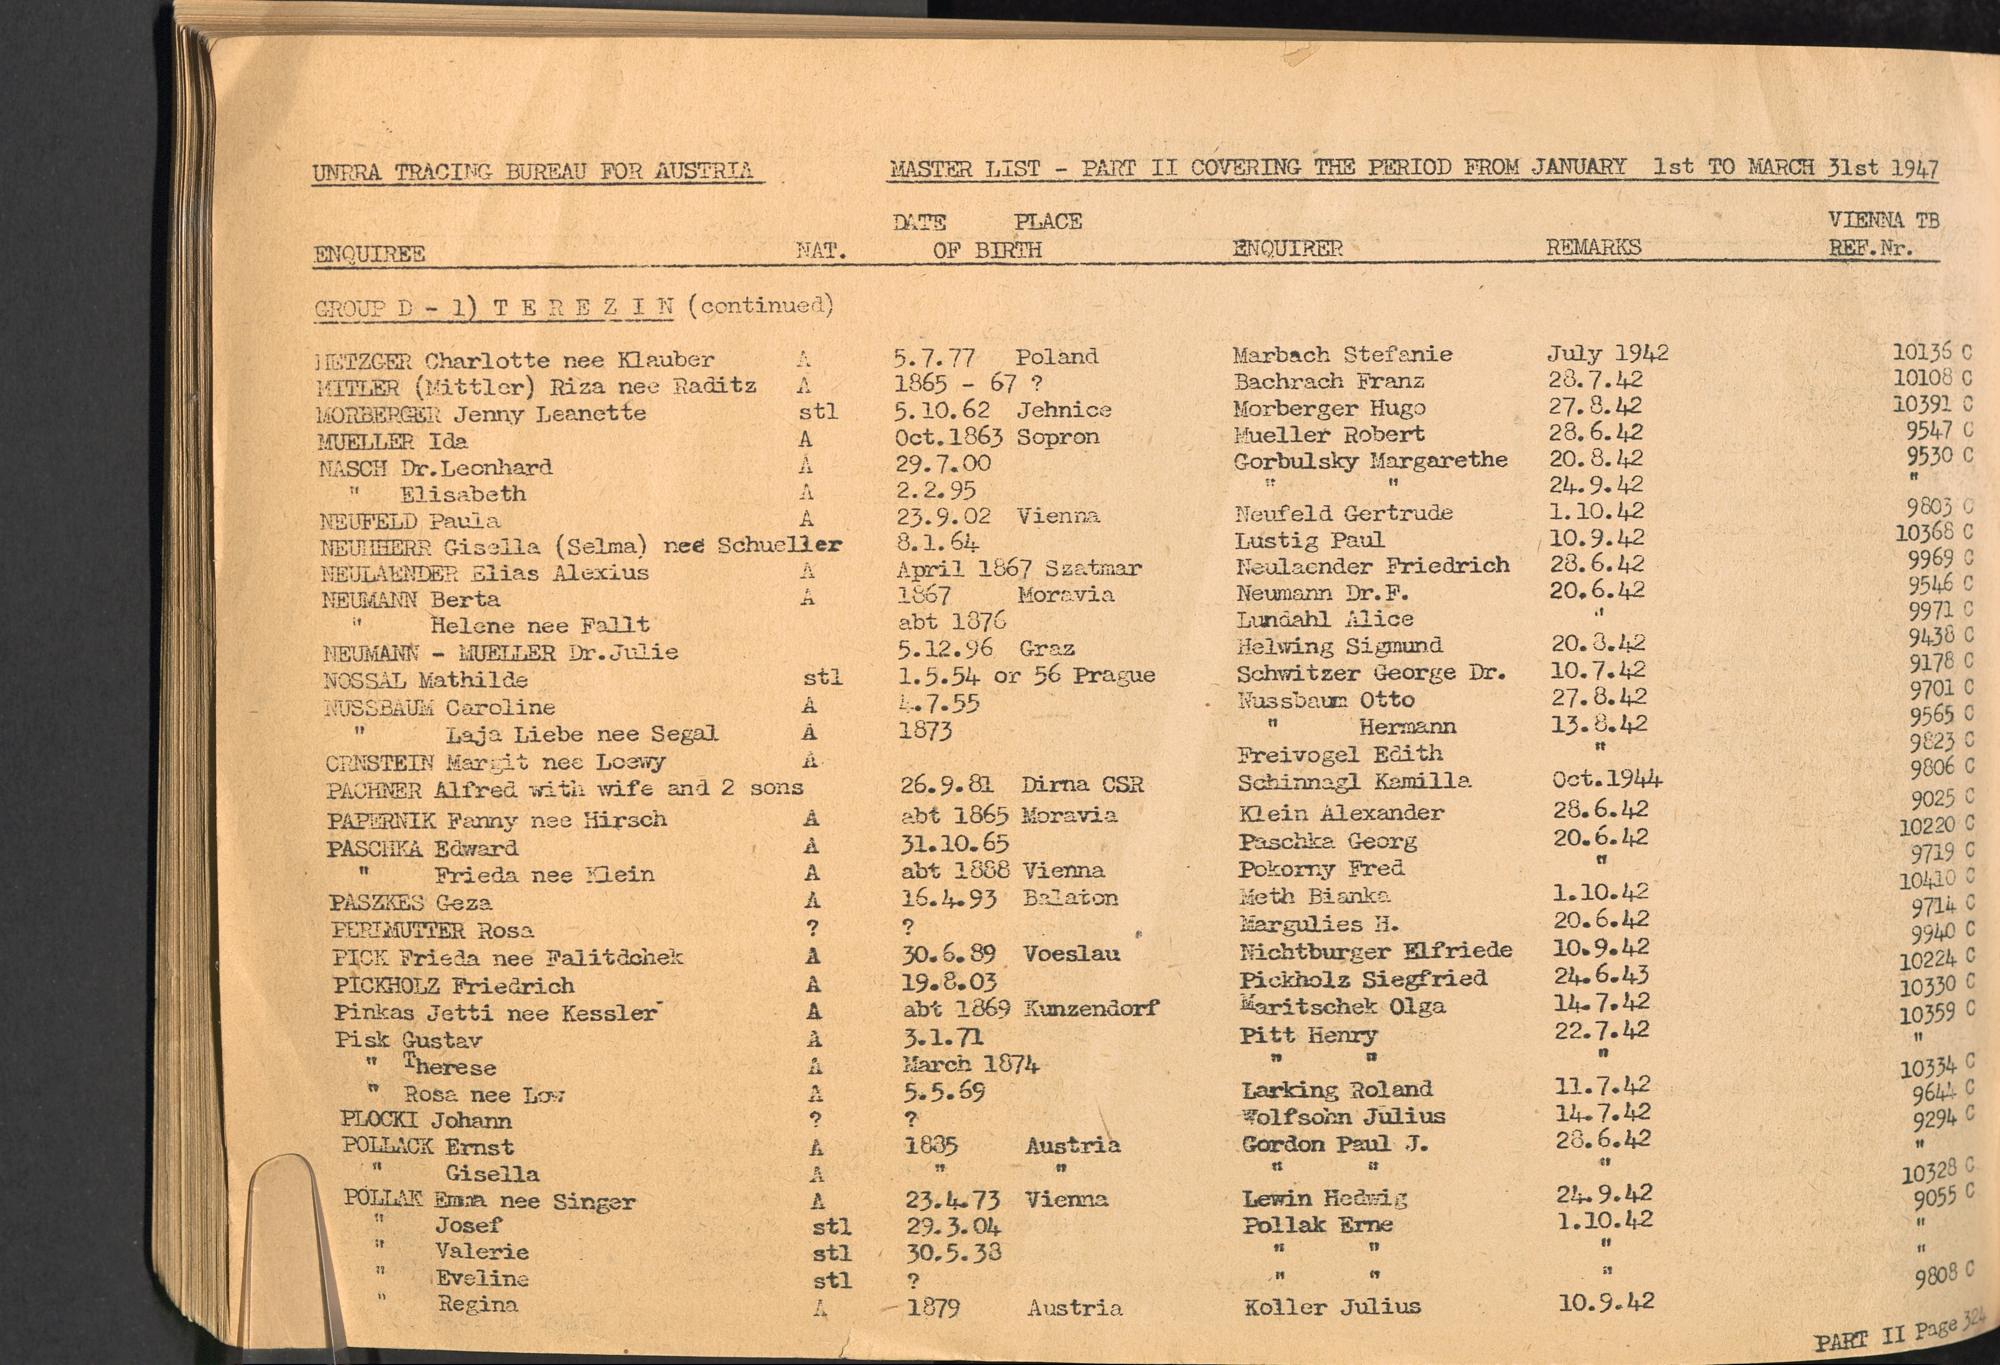 UNRRA TRACING BUREAU FOR AUSTRIA MASTER LIST - PART II COVERING THE PERIOD FROM JANUARY 1st TO MARCH 31st 1947
DATE PLACE VIENNA TB
ENQUIREE NAT. OF BIRTH ENQUIRER REMARKS REF.Nr.
GROUP D - 1) T E R E Z I N (continued)
METZGER Charlotte nee Klauber A 5.7.77 Poland Marbach Stefanie July 1942 10136 C
MITLER (Mittler) Riza nee Raditz A 1865 - 67 ? Bachrach Franz 28.7.42 10108 C
MORBERGER Jenny Leanette stl 5.10.62 Jehnice Morberger Hugo 27.8.42 10391 C
MUELLER Ida A Oct.1863 Sopron Mueller Robert 28.6.42 9547 C
NASCH Dr.Leonhard A 29.7.00 Gorbulsky Margarethe 20.8.42 9530 C
" Elisabeth A 2.2.95 " " 24.9.42 "
NEUFELD Paula A 23.9.02 Vienna Neufeld Gertrude 1.10.42 9803 C
NEUHHERR Gisella (Selma) nee Schueller 8.1.64 Lustig Paul 10.9.42 10368 C
NEULAENDER Elias Alexius A April 1867 Szatmar Neulaender Friedrich 28.6.42 9969 C
NEUMANN Berta A 1867 Moravia Neumann Dr.F. 20.6.42 9546 C
" Helene nee Fallt abt 1876 Lundahl Alice " 9971 C
NEUMANN - MUELLER Dr.Julie 5.12.96 Graz Helwing Sigmund 20.8.42 9438 C
NOSSAL Mathilde stl 1.5.54 or 56 Prague Schwitzer George Dr. 10.7.42 9178 C
NUSSBAUM Caroline A 4.7.55 Nussbaum Otto 27.8.42 9701 C
" Laja Liebe nee Segal A 1873 " Hermann 13.8.42 9565 C
ORNSTEIN Margit nee Loewy A Freivogel Edith " 9823 C
PACHNER Alfred with wife and 2 sons 26.9.81 Dirna CSR Schinnagl Kamilla Oct.1944 9806 C
PAPERNIK Fanny nee Hirsch A abt 1865 Moravia Klein Alexander 28.6.42 9025 C
PASCHKA Edward A 31.10.65 Paschka Georg 20.6.42 10220 C
" Frieda nee Klein A abt 1888 Vienna Pokorny Fred " 9719 C
PASZKES Geza A 16.4.93 Balaton Meth Bianka 1.10.42 10410 C
PERLMUTTER Rosa ? ? Margulies H. 20.6.42 9714 C
PICK Frieda nee Falitdchek A 30.6.89 Voeslau Nichtburger Elfriede 10.9.42 9940 C
PICKHOLZ Friedrich A 19.8.03 Pickholz Siegfried 24.6.43 10224 C
Pinkas Jetti nee Kessler A abt 1869 Kunzendorf Maritschek Olga 14.7.42 10330 C
Pisk Gustav A 3.1.71 Pitt Henry 22.7.42 10359 C
" Therese A March 1874 " " " "
" Rosa nee Low A 5.5.69 Larking Roland 11.7.42 10334 C
PLOCKI Johann ? ? Wolfsohn Julius 14.7.42 9644 C
POLLACK Ernst A 1885 Austria Gordon Paul J. 28.6.42 9294 C
" Gisella A " " " " " "
POLLAK Emma nee Singer A 23.4.73 Vienna Lewin Hedwig 24.9.42 10328 C
" Josef stl 29.3.04 Pollak Erne 1.10.42 9055 C
" Valerie stl 30.5.38 " " " "
" Eveline stl ? " " " "
" Regina A 1879 Austria Koller Julius 10.9.42 9808 C
PART II Page 324